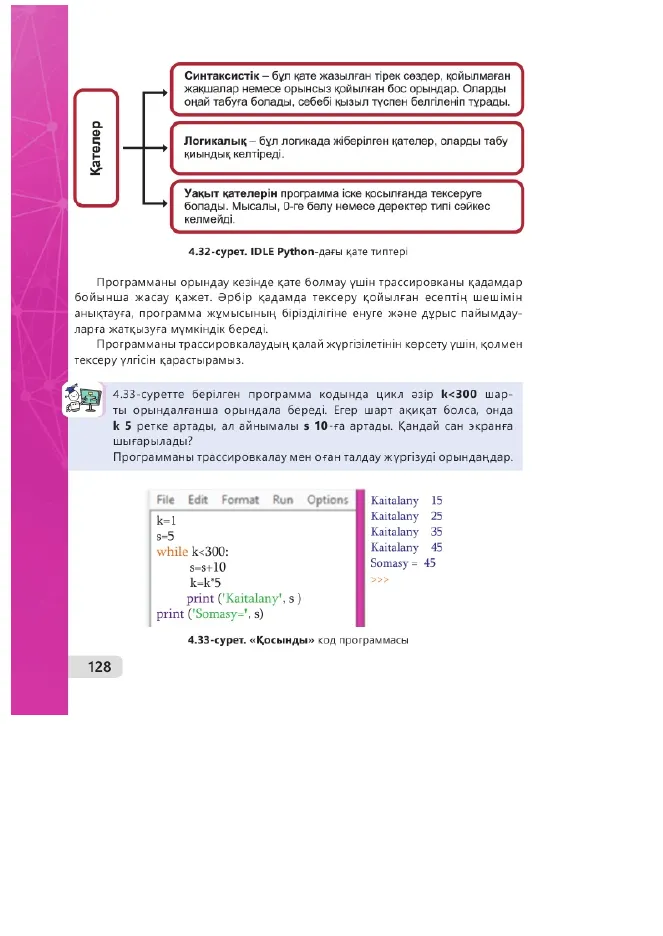 Қателер
Синтаксистік – бұл қате жазылған тірек сөздер, қойылмаған
жақшалар немесе орынсыз қойылған бос орындар. Оларды
оңай табуға болады, себебі қызыл түспен белгіленіп тұрады.
Логикалық – бұл логикада жіберілген қателер, оларды табу
қиындық келтіреді.
Уақыт қателерін программа іске қосылғанда тексеруге
болады. Мысалы, 0-ге бөлу немесе деректер типі сәйкес
келмейді.
4.32-сурет. IDLE Python-дағы қате типтері
Программаны орындау кезінде қате болмау үшін трассировканы қадамдар
бойынша жасау қажет. Әрбір қадамда тексеру қойылған есептің шешімін
анықтауға, программа жұмысының бірізділігіне енуге және дұрыс пайымдау-
ларға жатқызуға мүмкіндік береді.
Программаны трассировкалаудың қалай жүргізілетінін көрсету үшін, қолмен
тексеру үлгісін қарастырамыз.
4.33-суретте берілген программа кодында цикл әзір k<300 шар-
ты орындалғанша орындала береді. Егер шарт ақиқат болса, онда
k 5 ретке артады, ал айнымалы s 10-ға артады. Қандай сан экранға
шығарылады?
Программаны трассировкалау мен оған талдау жүргізуді орындаңдар.
File Edit Format Run Options
k=1
s=5
while k<300:
s=s+10
k=k*5
print ('Kaitalany', s )
print ('Somasy=', s)
Kaitalany 15
Kaitalany 25
Kaitalany 35
Kaitalany 45
Somasy = 45
>>>
4.33-сурет. «Қосынды» код программасы
128